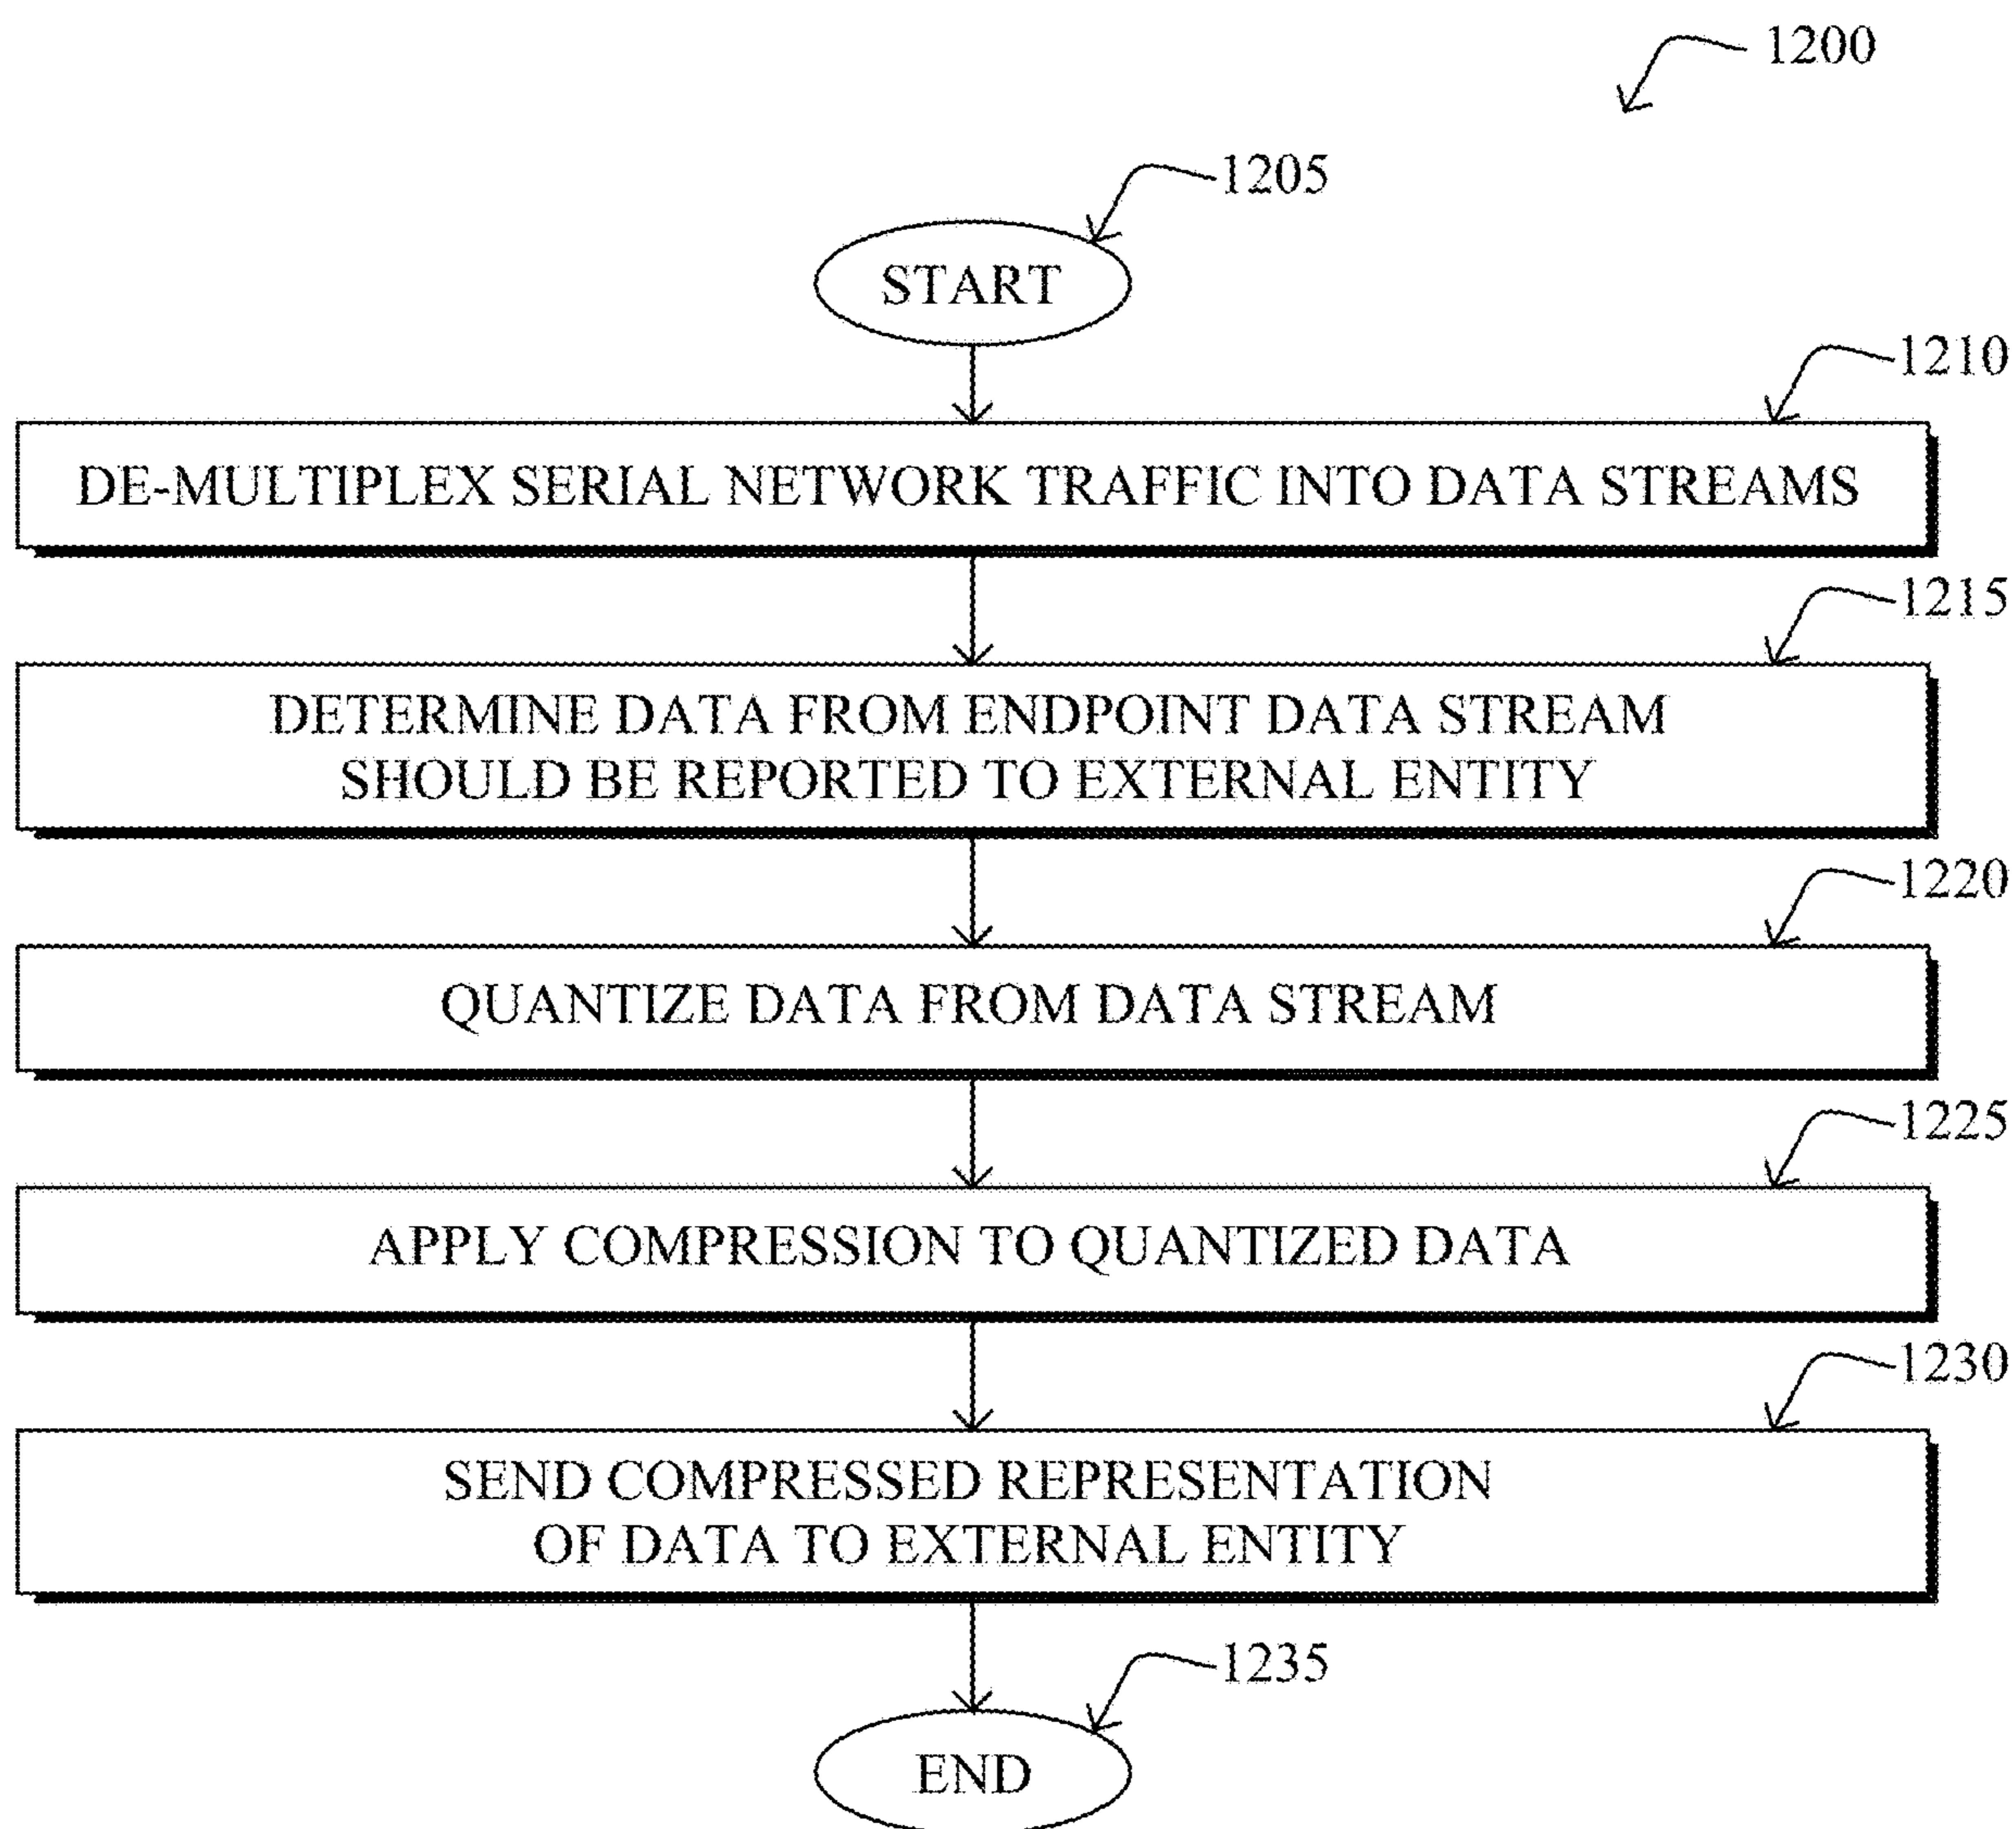 1200
1205
START
1210
DE-MULTIPLEX SERIAL NETWORK TRAFFIC INTO DATA STREAMS
1215
DETERMINE DATA FROM ENDPOINT DATA STREAM
SHOULD BE REPORTED TO EXTERNAL ENTITY
1220
QUANTIZE DATA FROM DATA STREAM
1225
APPLY COMPRESSION TO QUANTIZED DATA
1230
SEND COMPRESSED REPRESENTATION
OF DATA TO EXTERNAL ENTITY
1235
END